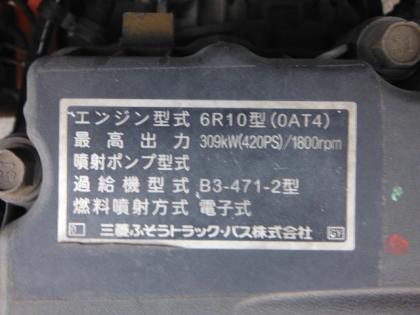 エンジン型式 6R10型(0AT4)
最高出力 309kW(420PS)/1800rpm
噴射ポンプ型式
過給機型式 B3-471-2型
燃料噴射方式 電子式
三菱ふそうトラック・バス株式会社